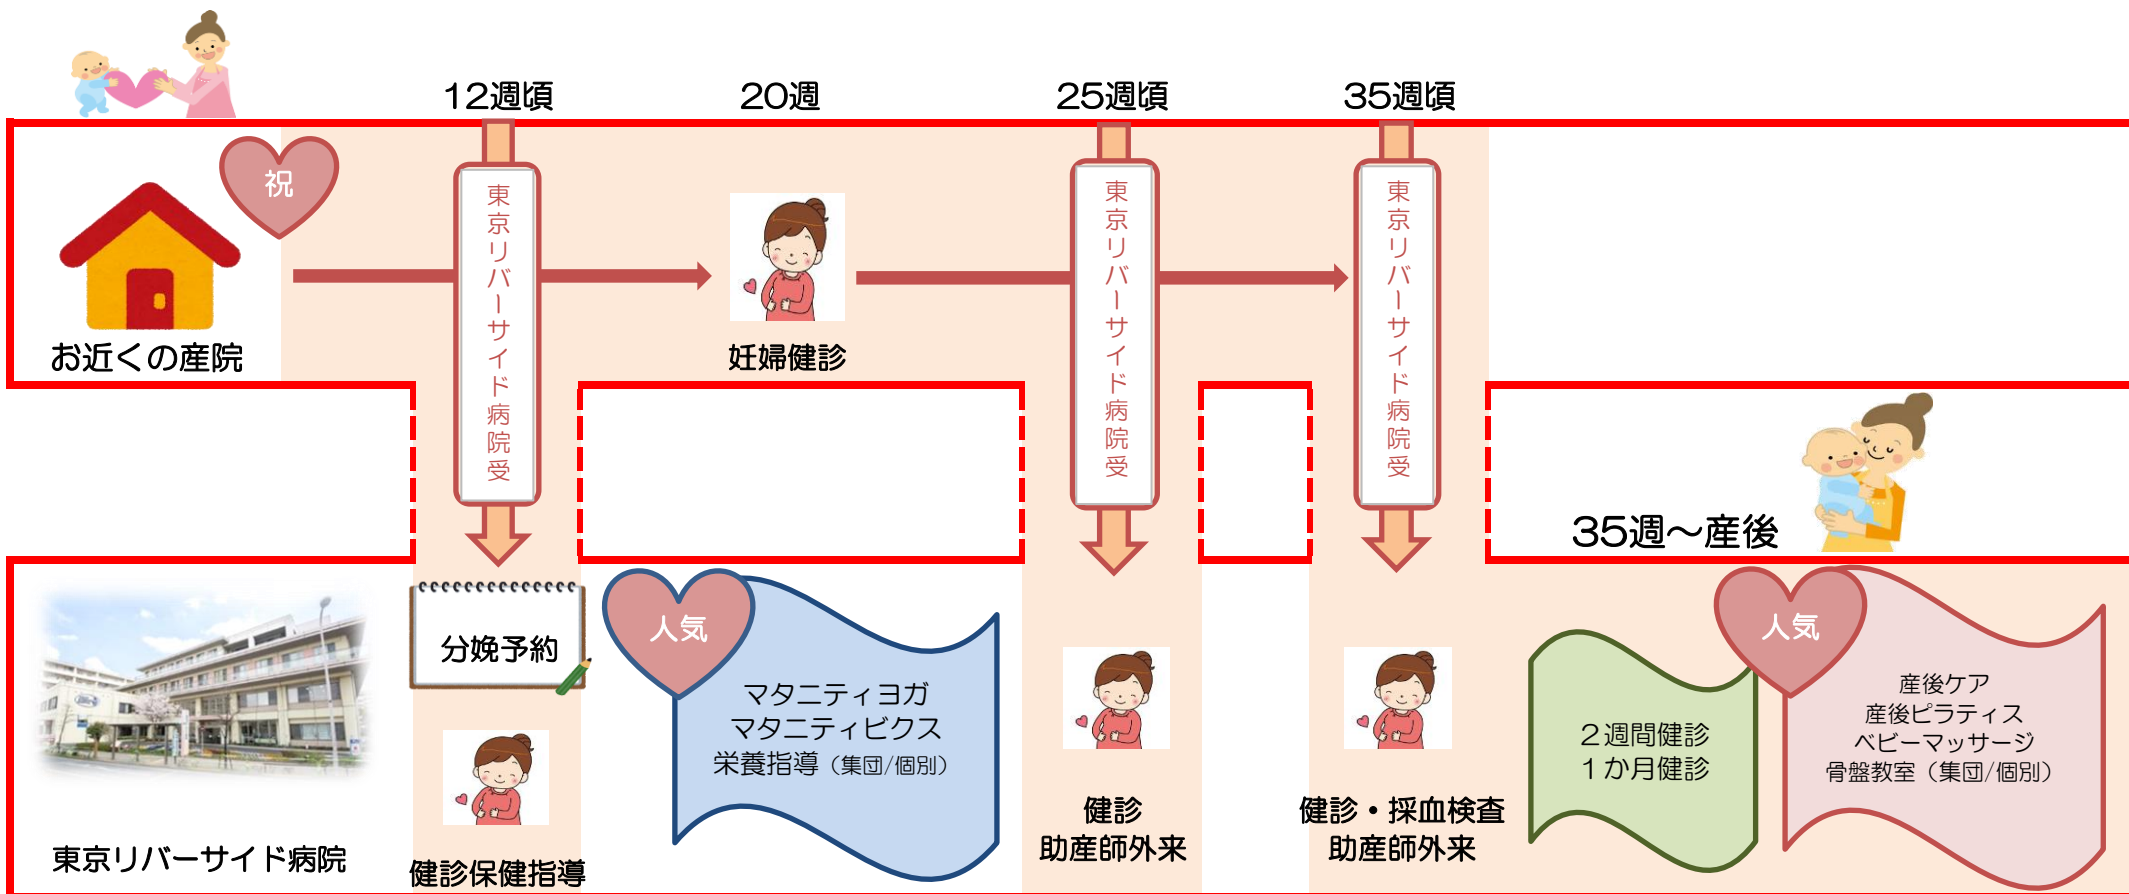 12週頃
20週
25週頃
35週頃
祝
お近くの産院
東京リバーサイド病院受
妊婦健診
東京リバーサイド病院受
東京リバーサイド病院受
35週～産後
東京リバーサイド病院
分娩予約
健診保健指導
人気
マタニティヨガ
マタニティビクス
栄養指導（集団/個別）
健診
助産師外来
健診・採血検査
助産師外来
２週間健診
１か月健診
人気
産後ケア
産後ピラティス
ベビーマッサージ
骨盤教室（集団/個別）